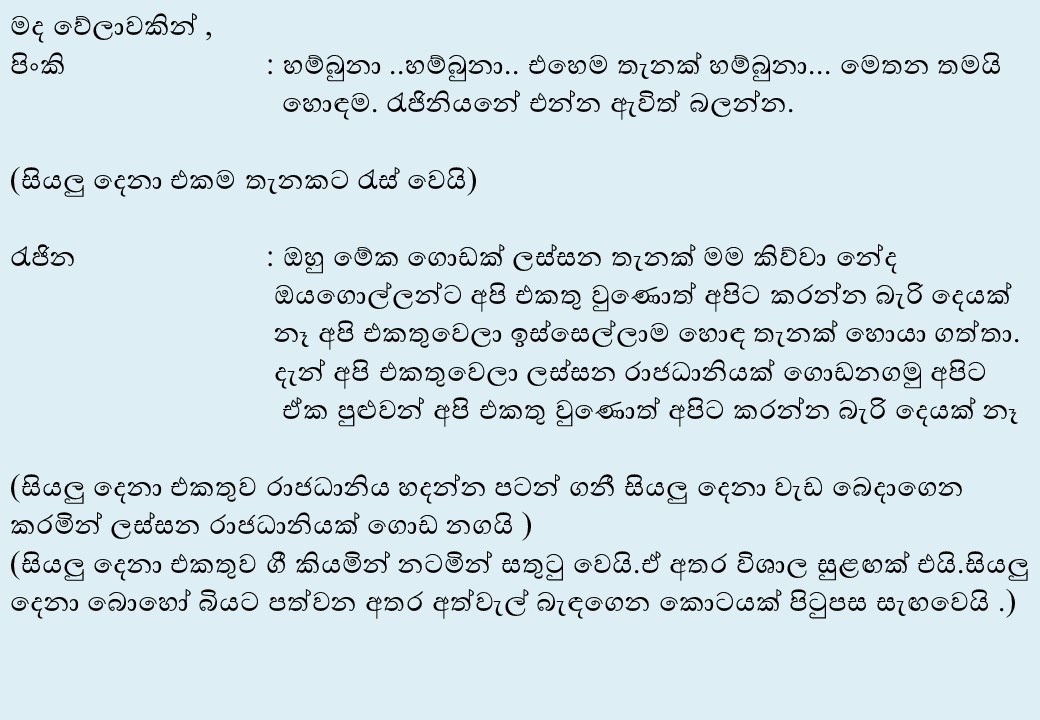 මද වේලාවකින් ,
පිංකි : හම්බුනා ..හම්බුනා.. එහෙම තැනක් හම්බුනා... මෙතන තමයි
හොඳම. රැජිනියනේ එන්න ඇවිත් බලන්න.
(සියලු දෙනා එකම තැනකට රැස් වෙයි)
රැජින : ඔහු මේක ගොඩක් ලස්සන තැනක් මම කිව්වා නේද
ඔයගොල්ලන්ට අපි එකතු වුණොත් අපිට කරන්න බැරි දෙයක්
නෑ අපි එකතුවෙලා ඉස්සෙල්ලාම හොඳ තැනක් හොයා ගත්තා.
දැන් අපි එකතුවෙලා ලස්සන රාජධානියක් ගොඩනගමු අපිට
ඒක පුළුවන් අපි එකතු වුණොත් අපිට කරන්න බැරි දෙයක් නෑ
(සියලු දෙනා එකතුව රාජධානිය හදන්න පටන් ගනී සියලු දෙනා වැඩ බෙදාගෙන
කරමින් ලස්සන රාජධානියක් ගොඩ නගයි )
(සියලු දෙනා එකතුව ගී කියමින් නටමින් සතුටු වෙයි.ඒ අතර විශාල සුළඟක් එයි.සියලු
දෙනා බොහෝ බියට පත්වන අතර අත්වැල් බැඳගෙන කොටයක් පිටුපස සැඟවෙයි .)